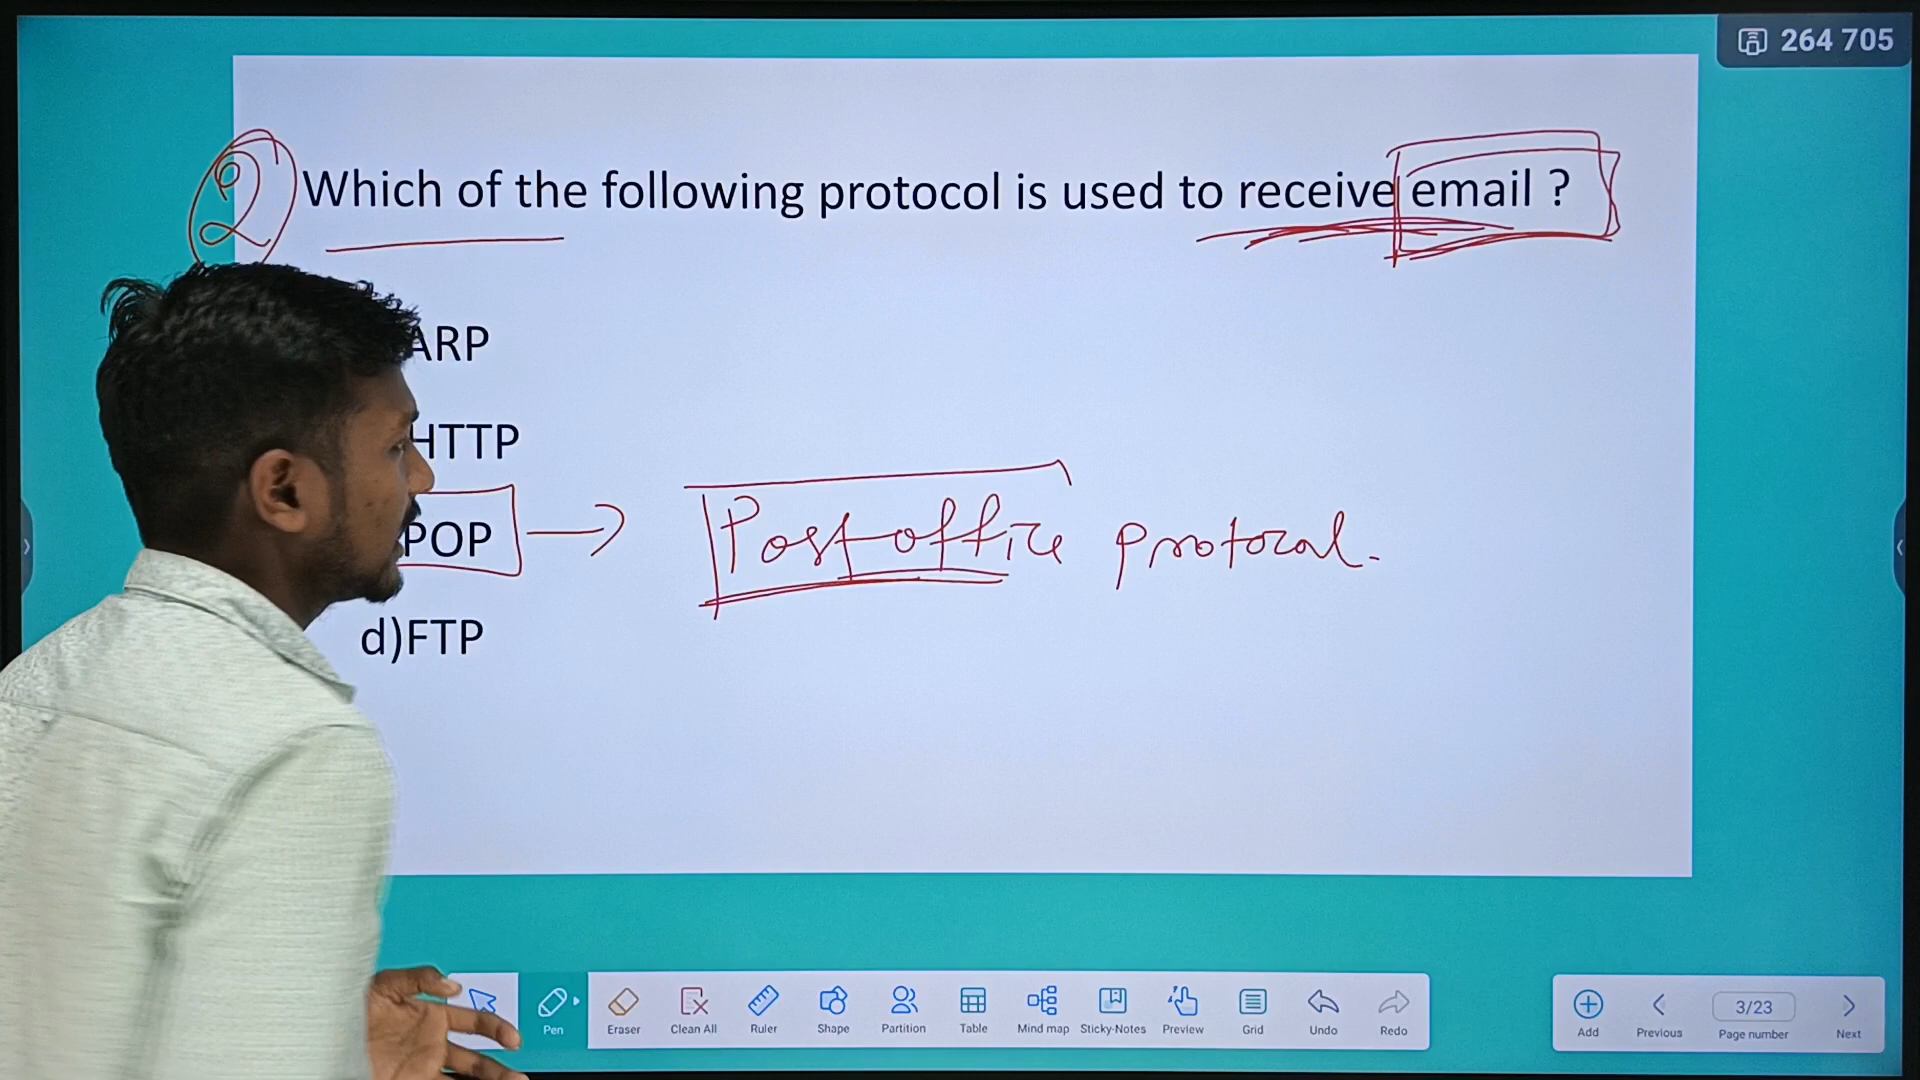 264 705
2 Which of the following protocol is used to receive email ?
ARP
HTTP
POP → Post office protocol.
d)FTP
Pen
Eraser
Clean All
Ruler
Shape
Partition
Table
Mind map
Sticky-Notes
Preview
Grid
Undo
Redo
Add
Previous
3/23
Page number
Next